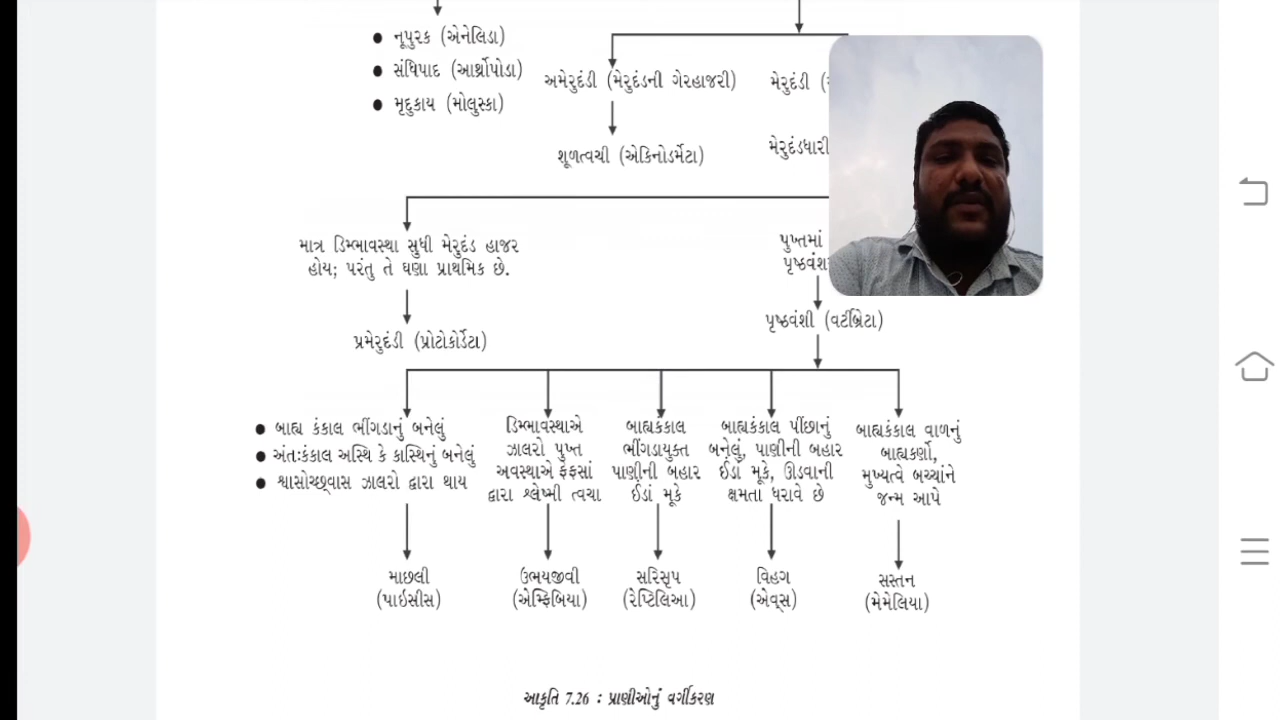 નૂપુરક (એનેલિડા)
સંધિપાદ (આર્થ્રોપોડા)
મૃદુકાય (મોલુસ્કા)
અમેરુદંડી (મેરુદંડની ગેરહાજરી)
મેરુદંડી
શૂળત્વચી (એકિનોડર્મેટા)
મેરુદંડધારી
માત્ર ડિમ્ભાવસ્થા સુધી મેરુદંડ હાજર
હોય; પરંતુ તે ઘણા પ્રાથમિક છે.
પુખ્તમાં
પ્રમેરુદંડી (પ્રોટોકોર્ડેટા)
પૃષ્ઠવંશી (વર્ટીબ્રેટા)
બાહ્ય કંકાલ ભીંગડાનું બનેલું
અંતઃકંકાલ અસ્થિ કે કાસ્થિનું બનેલું
શ્વાસોચ્છ્વાસ ઝાલરો દ્વારા થાય
માછલી
(પાઇસીસ)
ડિમ્ભાવસ્થાએ
ઝાલરો પુખ્ત
અવસ્થાએ ફેફસાં
દ્વારા શ્લેષ્મી ત્વચા
ઉભયજીવી
(એમ્ફિબિયા)
બાહ્યકંકાલ
ભીંગડાયુક્ત
પાણીની બહાર
ઈંડાં મૂકે
સરિસૃપ
(રેપ્ટિલિઆ)
બાહ્યકંકાલ પીંછાનું
બનેલું, પાણીની બહાર
ઈંડાં મૂકે, ઊડવાની
ક્ષમતા ધરાવે છે
વિહગ
(એવ્સ)
બાહ્યકંકાલ વાળનું
બાહ્યકર્ણો,
મુખ્યત્વે બચ્ચાંને
જન્મ આપે
સસ્તન
(મેમેલિયા)
આકૃતિ 7.26 : પ્રાણીઓનું વર્ગીકરણ